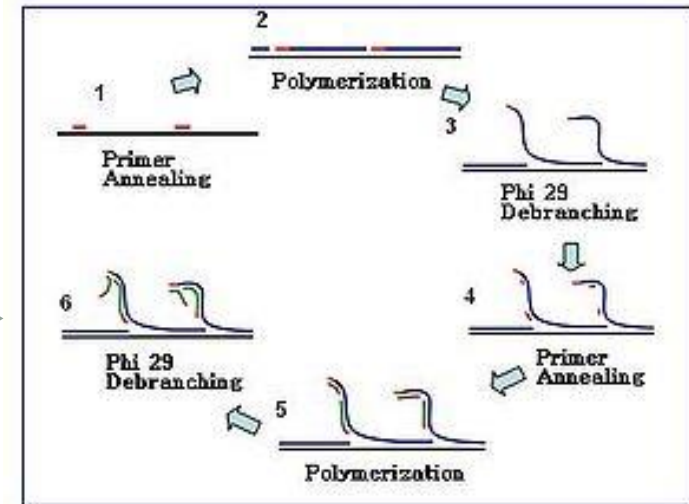 1
Primer
Annealing
2
Polymerization
3
Phi 29
Debranching
4
Primer
Annealing
5
Polymerization
6
Phi 29
Debranching